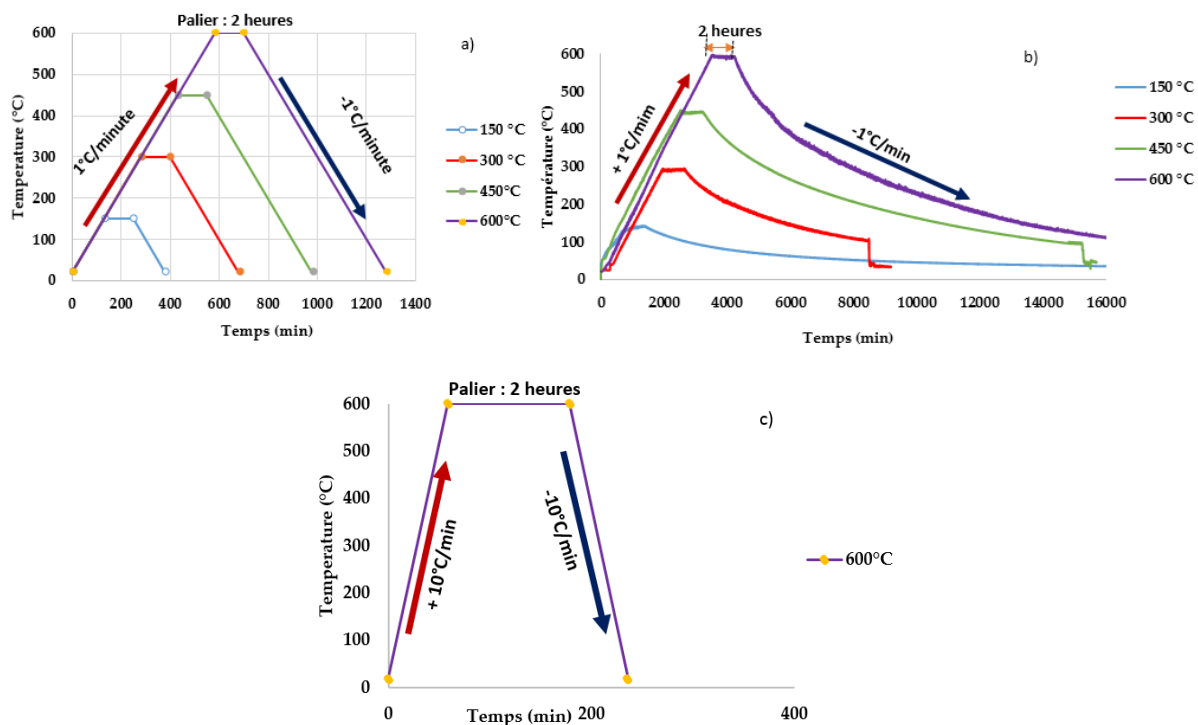 Palier : 2 heures
a)
600
500
400
300
200
100
0
Temperature (°C)
1°C/minute
-1°C/minute
0 200 400 600 800 1000 1200 1400
Temps (min)
150 °C
300 °C
450°C
600°C
2 heures
b)
600
500
400
300
200
100
0
Température (°C)
+ 1°C/mim
-1°C/min
0 2000 4000 6000 8000 10000 12000 14000 16000
Temps (min)
150 °C
300 °C
450 °C
600 °C
Palier : 2 heures
c)
600
500
400
300
200
100
0
Temperature (°C)
+ 10°C/min
-10°C/min
600°C
0 200 400
Temps (min)